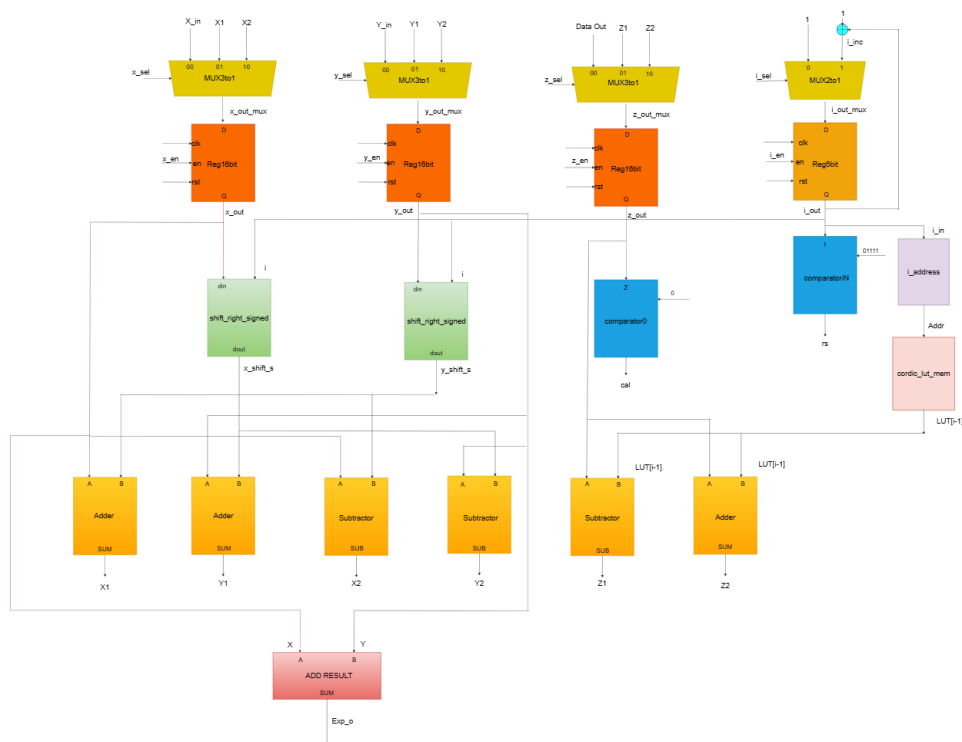 X_in X1 X2
Y_in Y1 Y2
Data Out Z1 Z2
1 1
i_inc
x_sel 00 01 10
MUX3to1
y_sel 00 01 10
MUX3to1
z_sel 00 01 10
MUX3to1
i_sel 0 1
MUX2to1
x_out_mux
y_out_mux
z_out_mux
i_out_mux
D
clk
x_en en Reg16bit
rst
Q
D
clk
y_en en Reg16bit
rst
Q
D
clk
z_en en Reg16bit
rst
Q
D
clk
i_en en Reg5bit
rst
Q
x_out
y_out
z_out
i_out
i_in
i
i
din
shift_right_signed
dout
din
shift_right_signed
dout
Z
0
comparator0
I
01111
comparatoriN
i_address
x_shift_s
y_shift_s
cal
rs
Addr
cordic_lut_mem
LUT[i-1]
LUT[i-1]
LUT[i-1]
A B
Adder
SUM
A B
Adder
SUM
A B
Subtractor
SUB
A B
Subtractor
SUB
A B
Subtractor
SUB
A B
Adder
SUM
X1
Y1
X2
Y2
Z1
Z2
X Y
A B
ADD RESULT
SUM
Exp_o